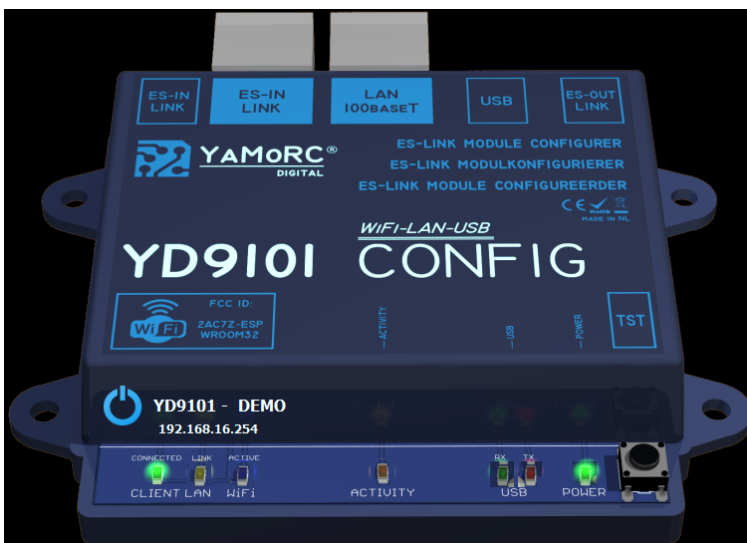 ES-IN LINK
ES-IN LINK
LAN 100BASET
USB
ES-OUT LINK
YAMORC®
DIGITAL
ES-LINK MODULE CONFIGURER
ES-LINK MODULKONFIGURIERER
ES-LINK MODULE CONFIGUREERDER
CE RoHS
MADE IN NL
WIFI-LAN-USB
YD9101 CONFIG
WiFi
FCC ID:
2AC7Z-ESP
WROOM32
ACTIVITY
USB
POWER
TST
YD9101 - DEMO
192.168.16.254
CONNECTED LINK ACTIVE RX TX
CLIENT LAN WiFi ACTIVITY USB POWER